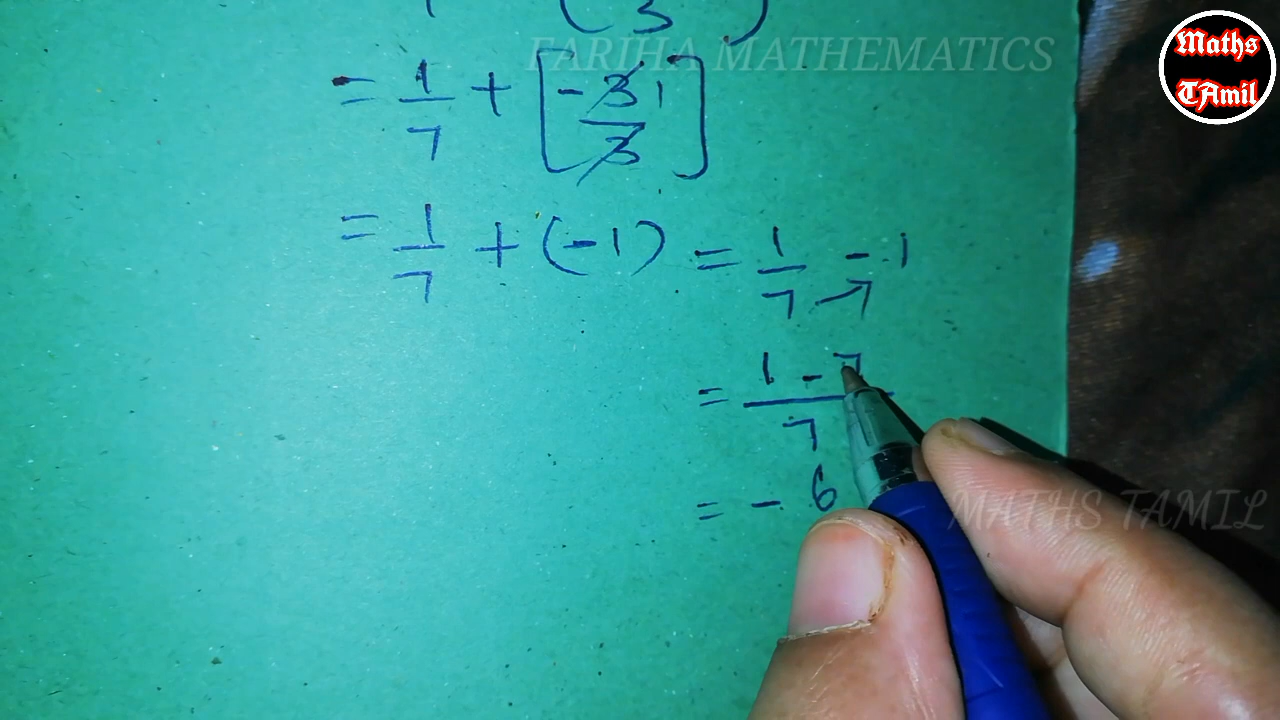 ( 3 )
FARIHA MATHEMATICS
Maths
TAmil
= 1/7 + [-3 1/3]
= 1/7 + (-1) = 1/7 - 1
= 1 - 7/7
= - 6
MATHS TAMIL